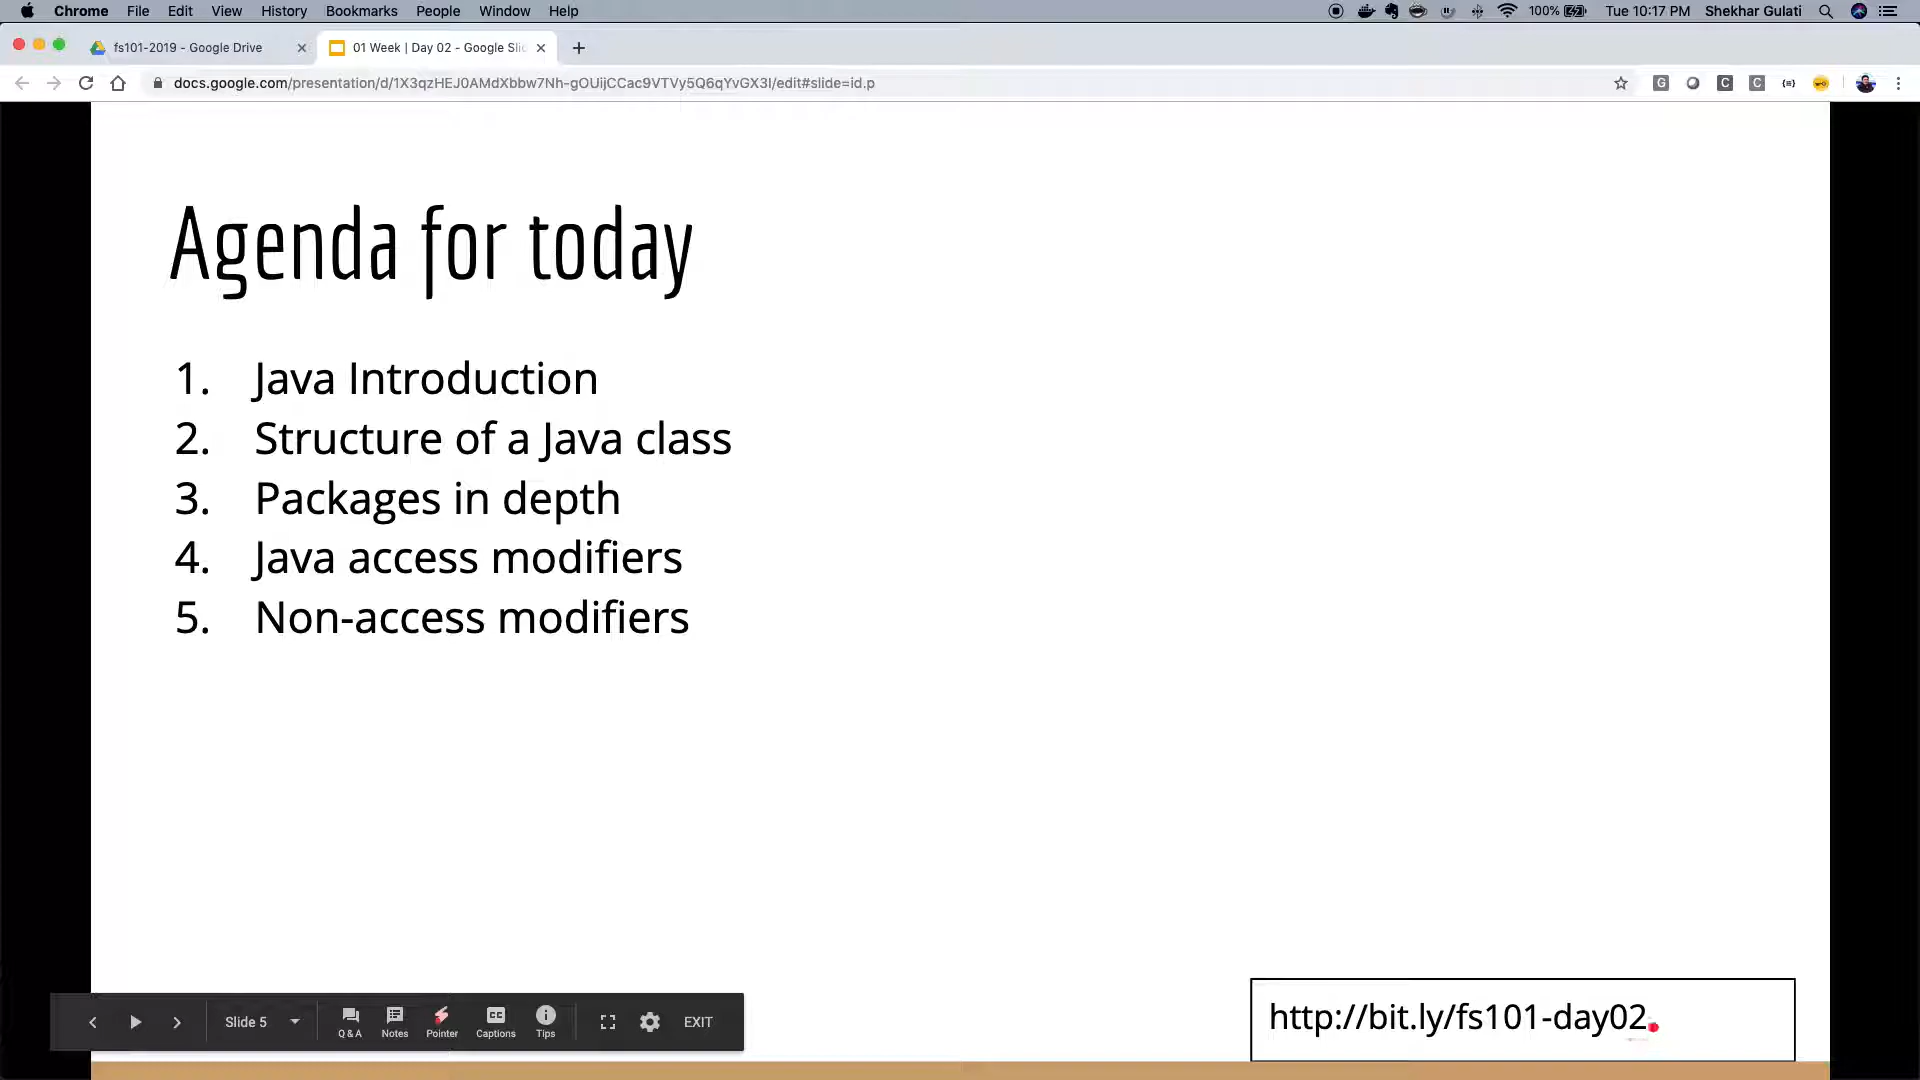 Chrome File Edit View History Bookmarks People Window Help 100% Tue 10:17 PM Shekhar Gulati
fs101-2019 - Google Drive 01 Week | Day 02 - Google Slid
docs.google.com/presentation/d/1X3qzHEJ0AMdXbbw7Nh-gOUijCCac9VTVy5Q6qYvGX3I/edit#slide=id.p
Agenda for today
1. Java Introduction
2. Structure of a Java class
3. Packages in depth
4. Java access modifiers
5. Non-access modifiers
http://bit.ly/fs101-day02
Slide 5 Q & A Notes Pointer Captions Tips EXIT